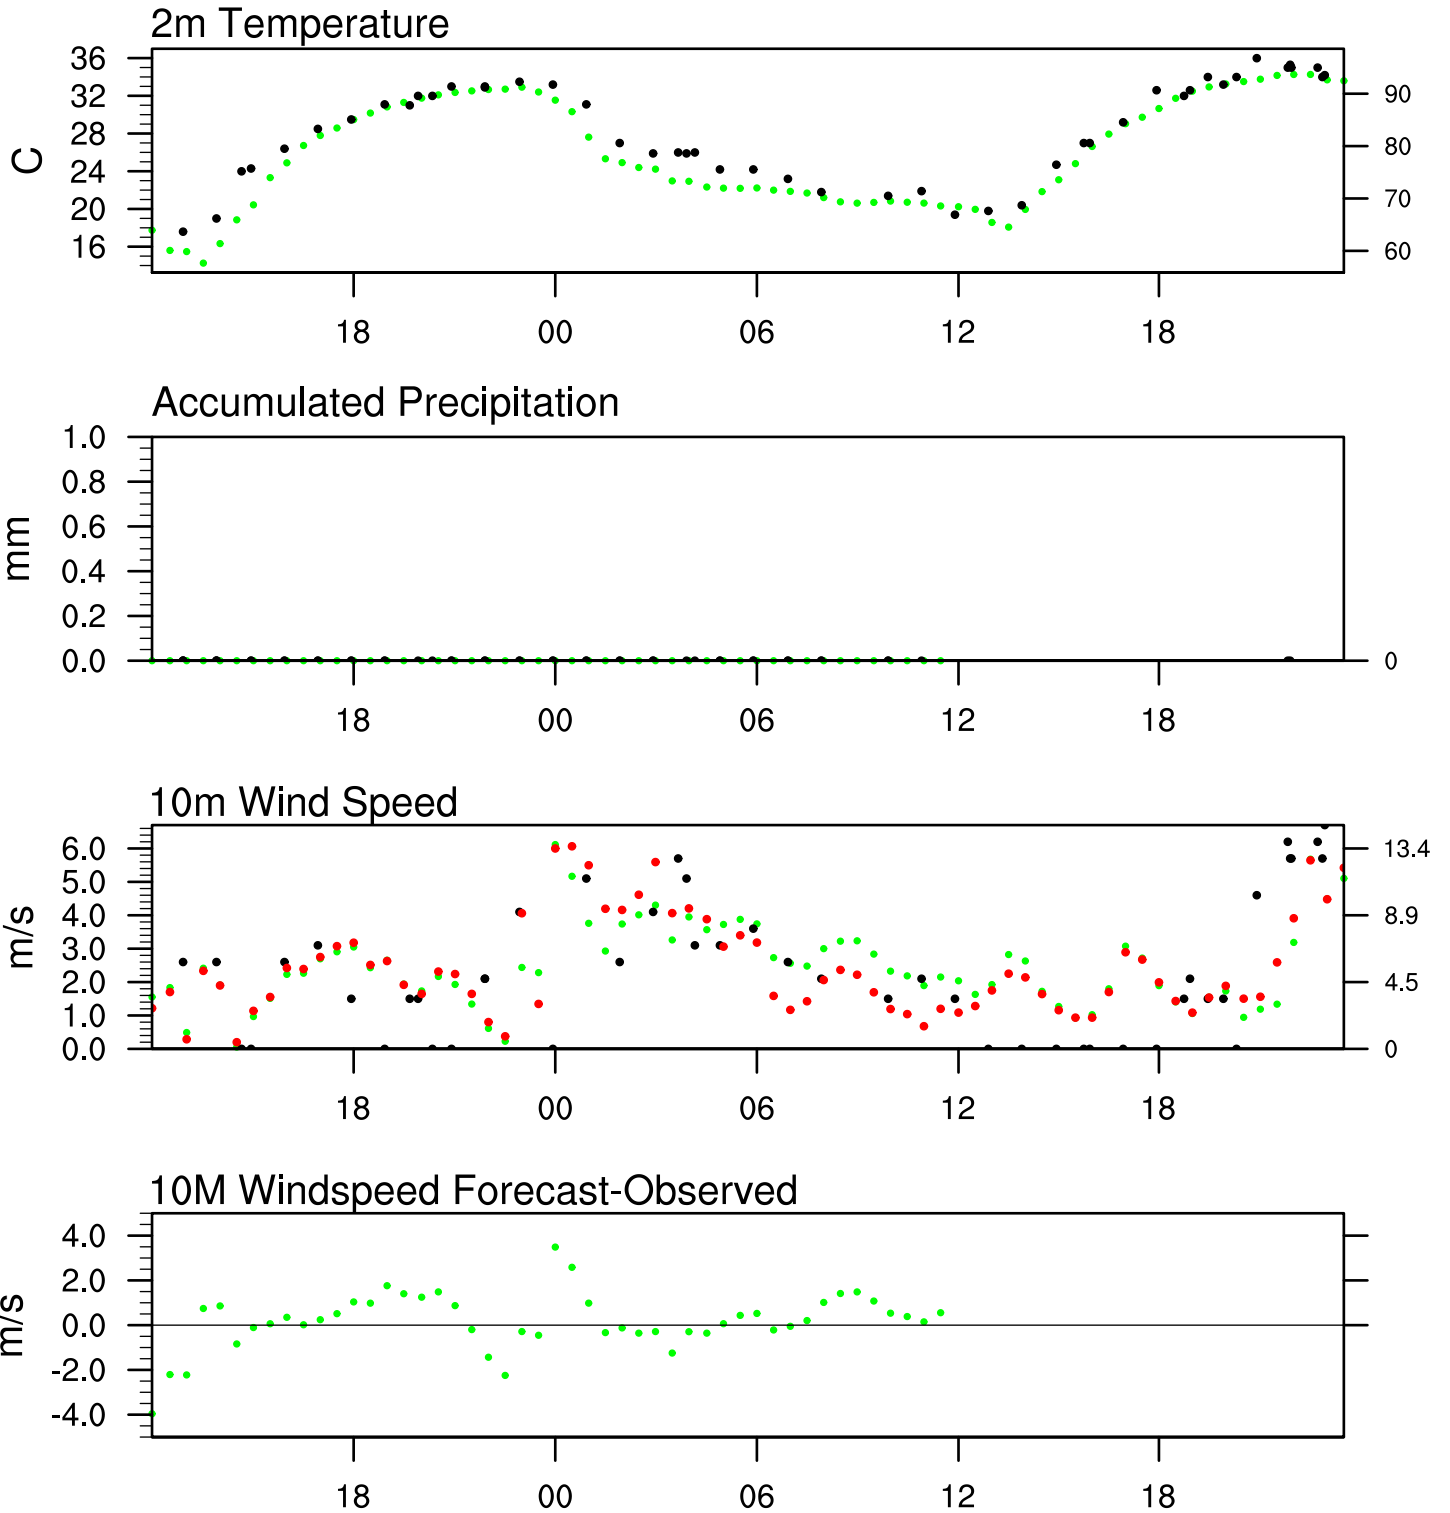 2m Temperature
36
32
28
24
20
16
C
90
80
70
60
18 00 06 12 18
Accumulated Precipitation
1.0
0.8
0.6
0.4
0.2
0.0
mm
0
18 00 06 12 18
10m Wind Speed
6.0
5.0
4.0
3.0
2.0
1.0
0.0
m/s
13.4
8.9
4.5
0
18 00 06 12 18
10M Windspeed Forecast-Observed
4.0
2.0
0.0
-2.0
-4.0
m/s
18 00 06 12 18